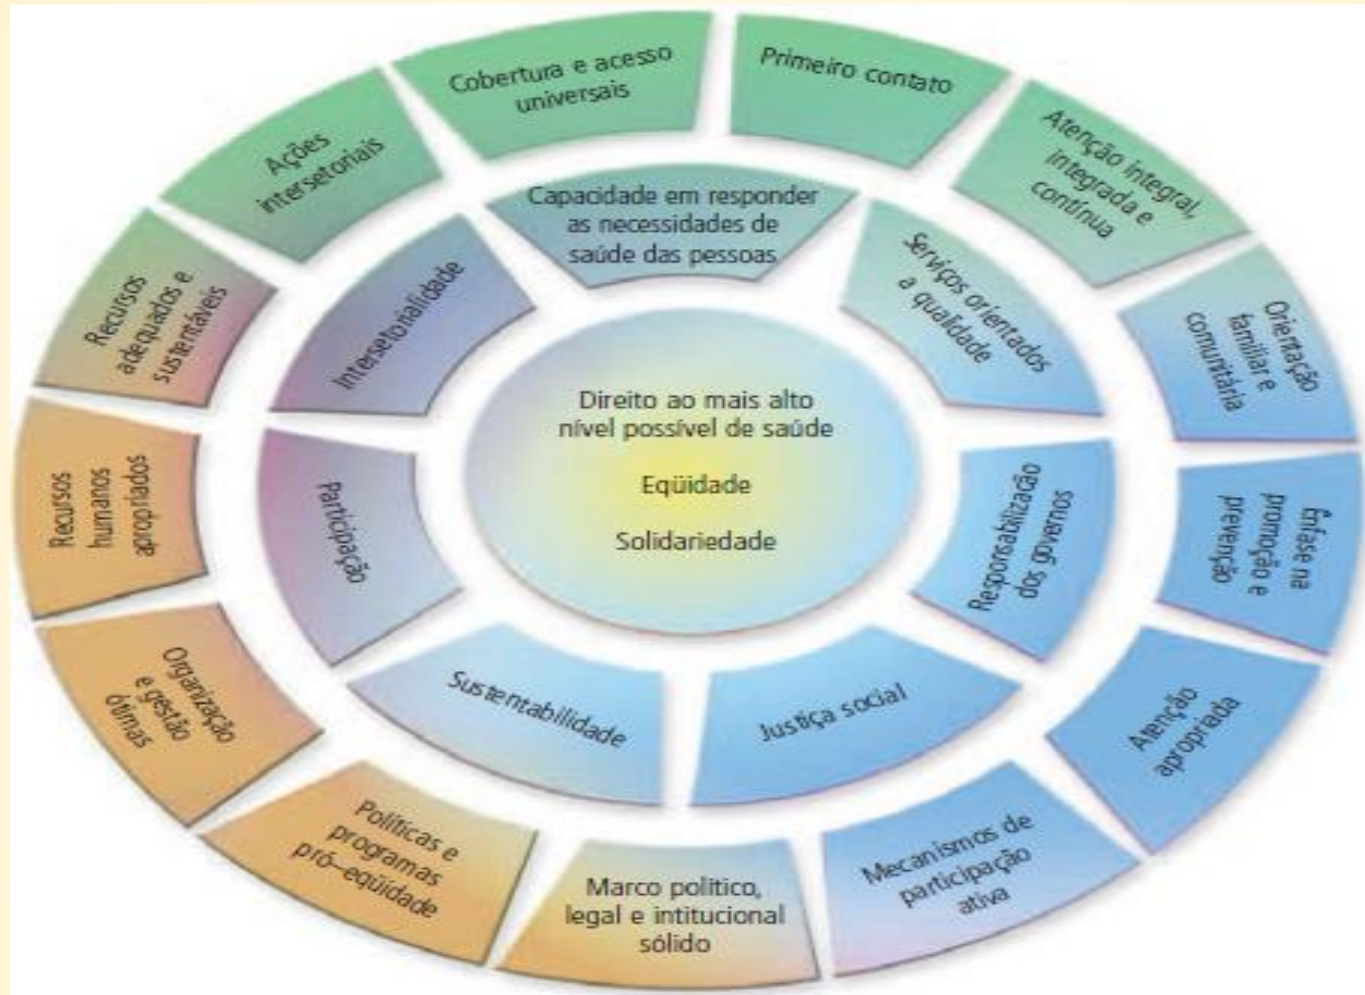 Cobertura e acesso
universais
Primeiro contato
Atenção integral,
integrada e
contínua
Orientação
familiar e
comunitária
Ênfase na
promoção e
prevenção
Atenção
apropriada
Mecanismos de
participação
ativa
Marco político,
legal e intitucional
sólido
Políticas e
programas
pró-eqüidade
Organização
e gestão
ótimas
Recursos
humanos
apropriados
Recursos
adequados e
sustentáveis
Ações
intersetoriais
Capacidade em responder
as necessidades de
saúde das pessoas
Serviços orientados
a qualidade
Responsabilização
dos governos
Justiça social
Sustentabilidade
Participação
Intersetorialidade
Direito ao mais alto
nível possível de saúde
Eqüidade
Solidariedade